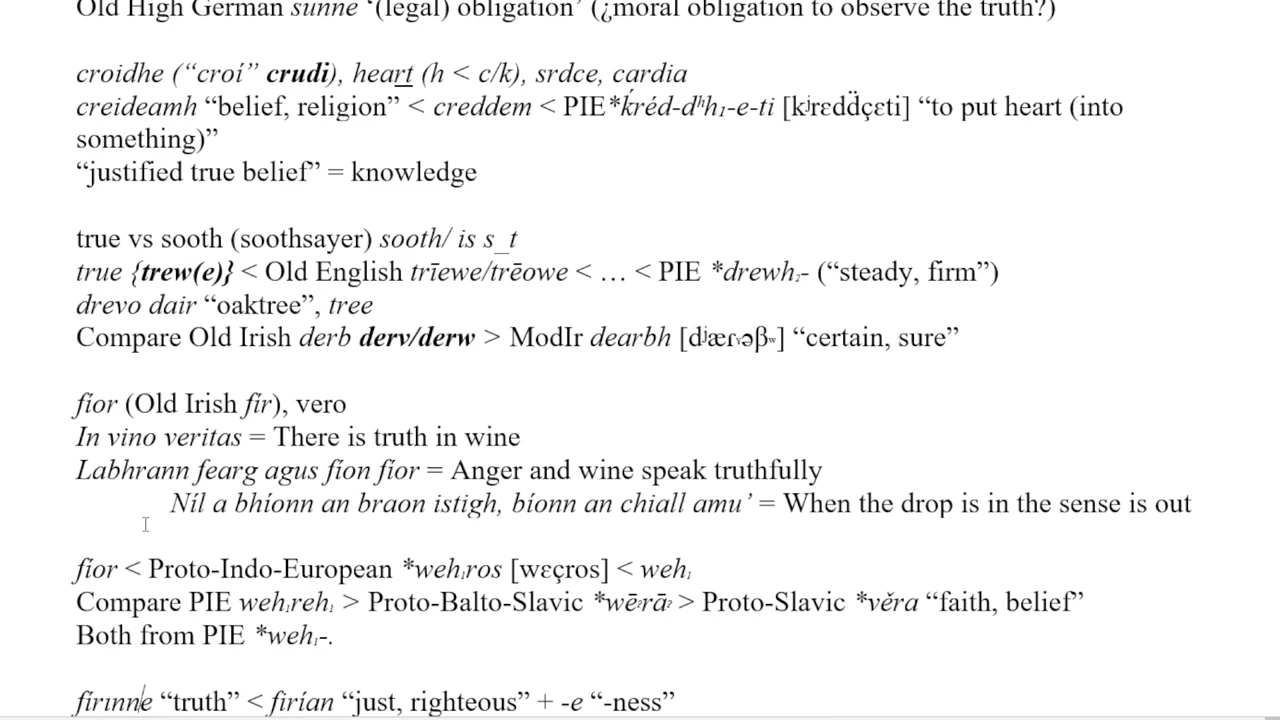 Old High German sunne ‘(legal) obligation’ (¿moral obligation to observe the truth?)
croidhe (“croí” crudi), heart (h < c/k), srdce, cardia
creideamh “belief, religion” < creddem < PIE*ḱréd-dʰh₁-e-ti [kʲrɛdd̈çɛti] “to put heart (into
something)”
“justified true belief” = knowledge
true vs sooth (soothsayer) sooth/ is s_t
true {trew(e)} < Old English trīewe/trēowe < … < PIE *drewh₂- (“steady, firm”)
drevo dair “oaktree”, tree
Compare Old Irish derb derv/derw > ModIr dearbh [dʲærˠəβʷ] “certain, sure”
fíor (Old Irish fír), vero
In vino veritas = There is truth in wine
Labhrann fearg agus fíon fíor = Anger and wine speak truthfully
Níl a bhíonn an braon istigh, bíonn an chiall amu’ = When the drop is in the sense is out
fíor < Proto-Indo-European *weh₁ros [wɛçros] < weh₁
Compare PIE weh₁reh₁ > Proto-Balto-Slavic *wēˀrāˀ > Proto-Slavic *věra “faith, belief”
Both from PIE *weh₁-.
fírınne “truth” < firían “just, righteous” + -e “-ness”